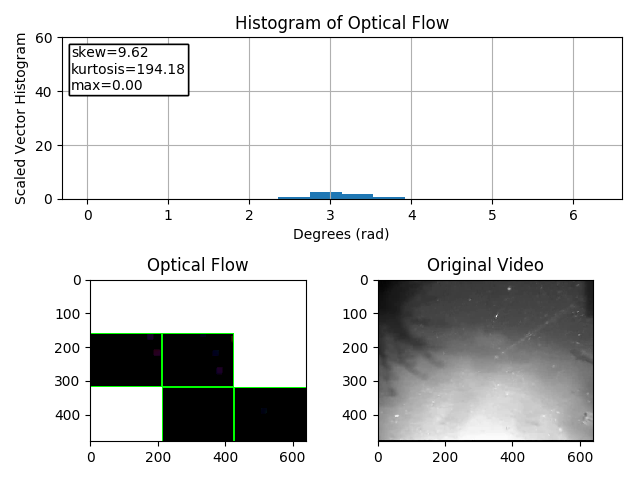 Histogram of Optical Flow
skew=9.62
kurtosis=194.18
max=0.00
Scaled Vector Histogram
60
40
20
0
0 1 2 3 4 5 6
Degrees (rad)
Optical Flow
0
100
200
300
400
0 200 400 600
Original Video
0
100
200
300
400
0 200 400 600